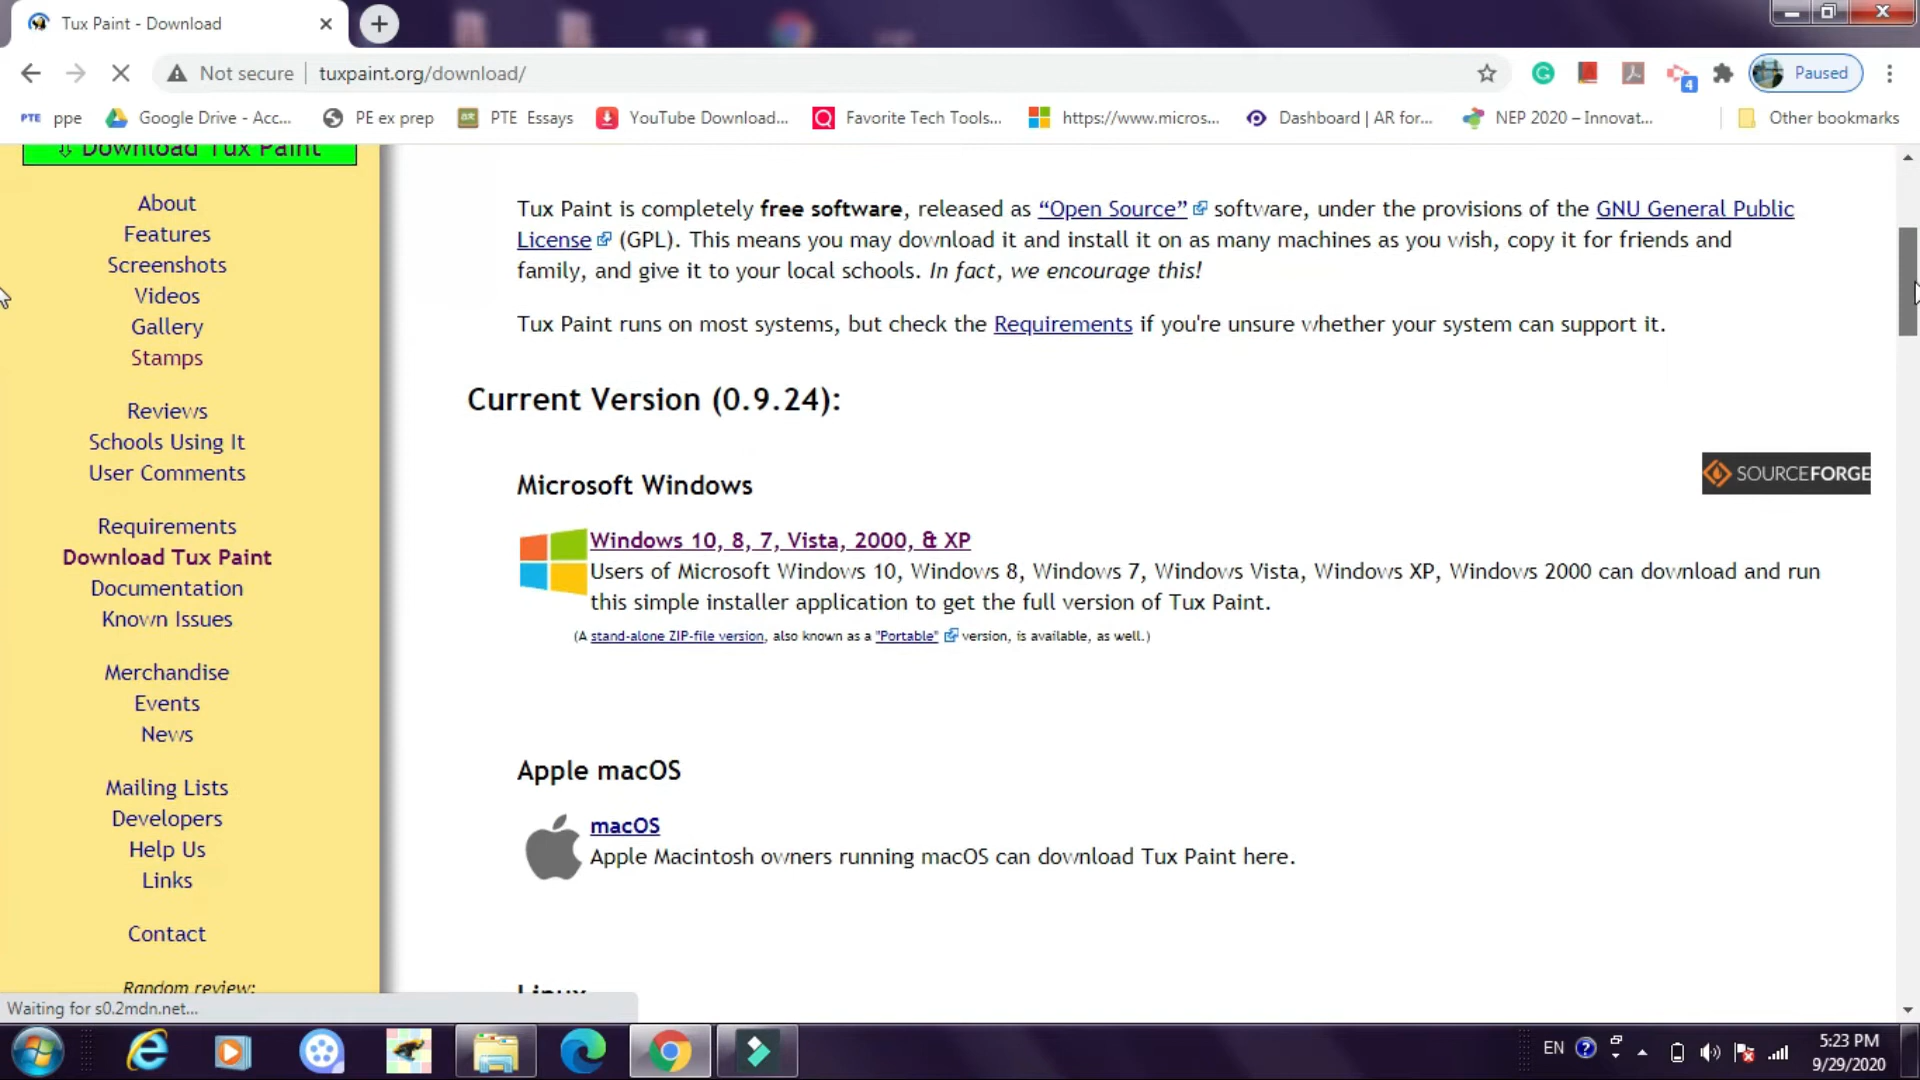 Tux Paint - Download
Not secure
tuxpaint.org/download/
4
Paused
PTE ppe
Google Drive - Acc...
PE ex prep
PTE Essays
YouTube Download...
Favorite Tech Tools...
https://www.micros...
Dashboard | AR for...
NEP 2020 – Innovat...
Other bookmarks
⇩ Download Tux Paint
About
Features
Screenshots
Videos
Gallery
Stamps
Reviews
Schools Using It
User Comments
Requirements
Download Tux Paint
Documentation
Known Issues
Merchandise
Events
News
Mailing Lists
Developers
Help Us
Links
Contact
Random review:
Tux Paint is completely free software, released as “Open Source” software, under the provisions of the GNU General Public
License (GPL). This means you may download it and install it on as many machines as you wish, copy it for friends and
family, and give it to your local schools. In fact, we encourage this!
Tux Paint runs on most systems, but check the Requirements if you're unsure whether your system can support it.
Current Version (0.9.24):
SOURCEFORGE
Microsoft Windows
Windows 10, 8, 7, Vista, 2000, & XP
Users of Microsoft Windows 10, Windows 8, Windows 7, Windows Vista, Windows XP, Windows 2000 can download and run
this simple installer application to get the full version of Tux Paint.
(A stand-alone ZIP-file version, also known as a "Portable" version, is available, as well.)
Apple macOS
macOS
Apple Macintosh owners running macOS can download Tux Paint here.
Linux
Waiting for s0.2mdn.net...
EN
5:23 PM
9/29/2020